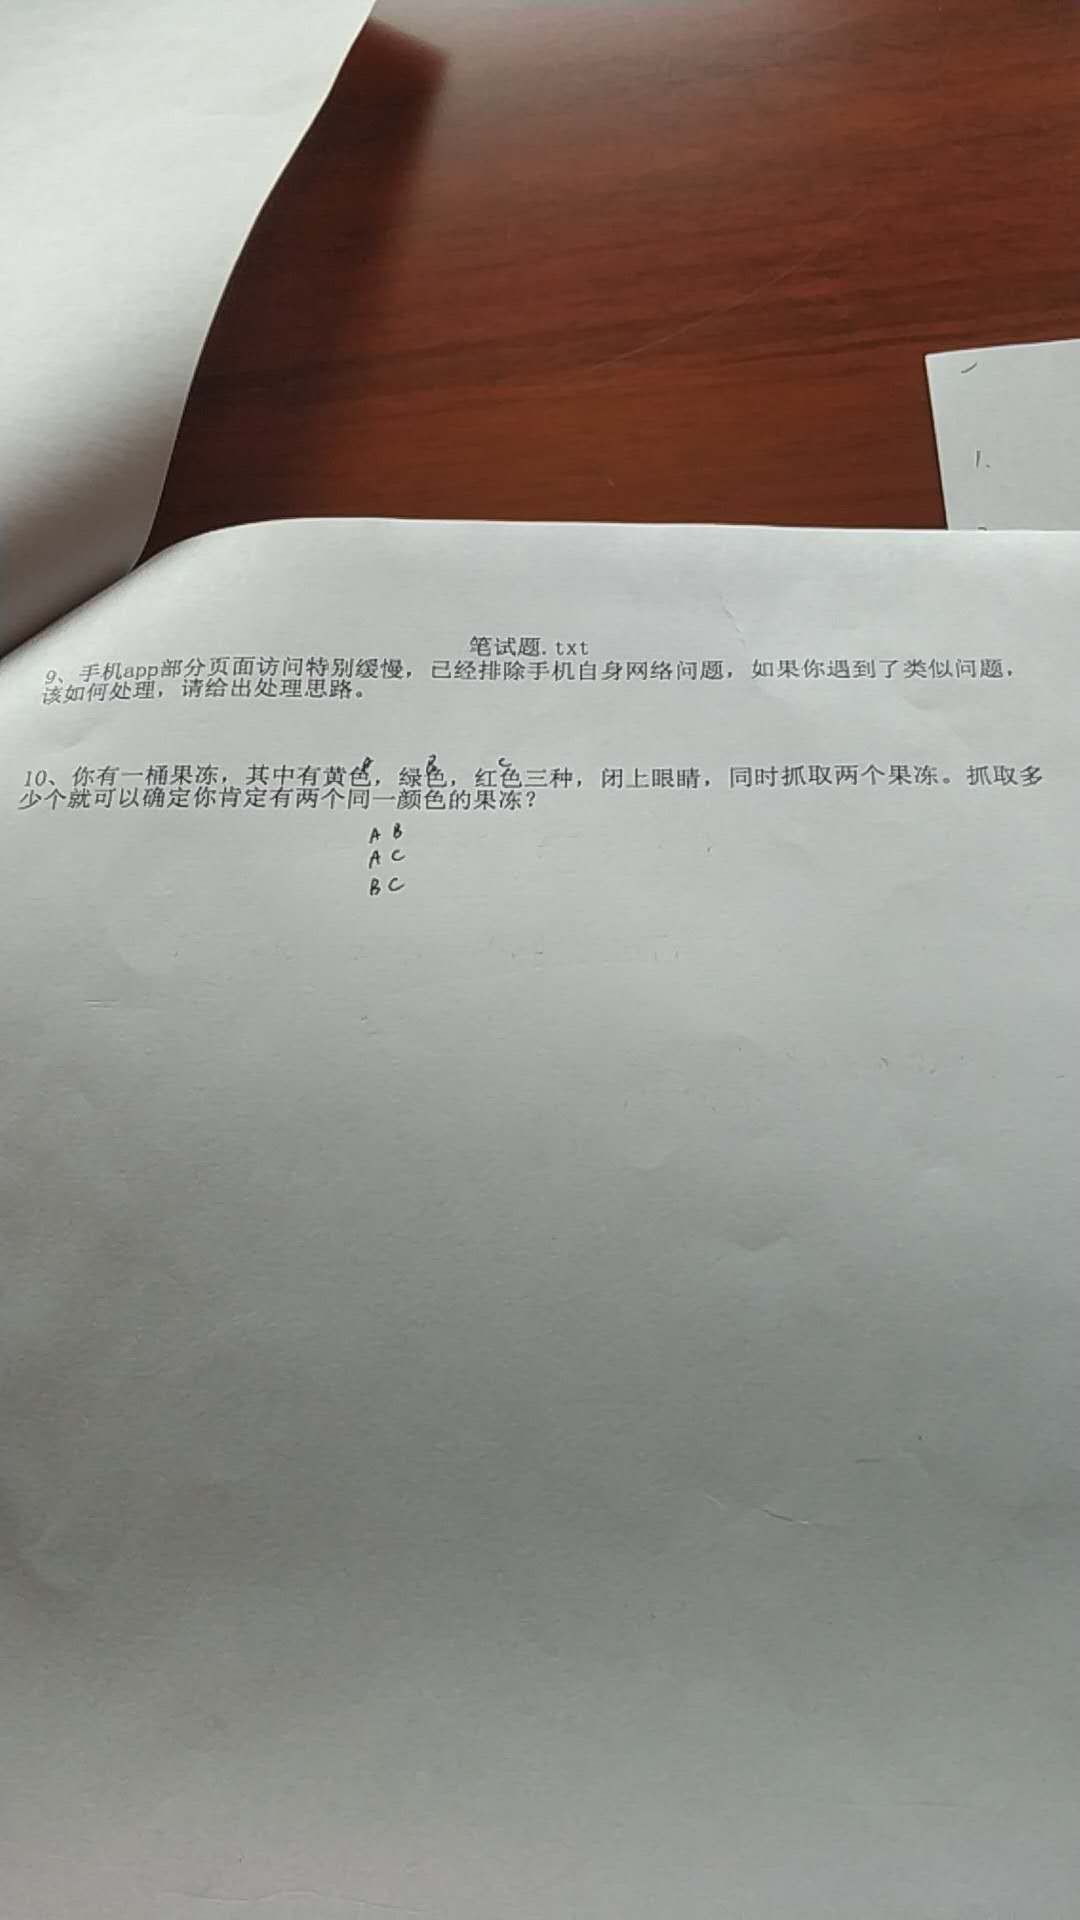 1.
笔试题.txt
9、手机app部分页面访问特别缓慢，已经排除手机自身网络问题，如果你遇到了类似问题，
该如何处理，请给出处理思路。
A B C
10、你有一桶果冻，其中有黄色，绿色，红色三种，闭上眼睛，同时抓取两个果冻。抓取多
少个就可以确定你肯定有两个同一颜色的果冻？
A B
A C
B C